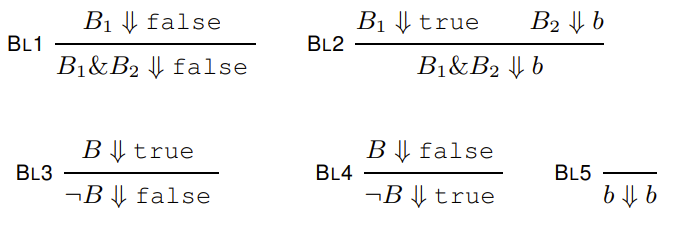 B₁ ⇓ false
BL1
B₁&B₂ ⇓ false
B₁ ⇓ true B₂ ⇓ b
BL2
B₁&B₂ ⇓ b
B ⇓ true
BL3
¬B ⇓ false
B ⇓ false
BL4
¬B ⇓ true
BL5
b ⇓ b